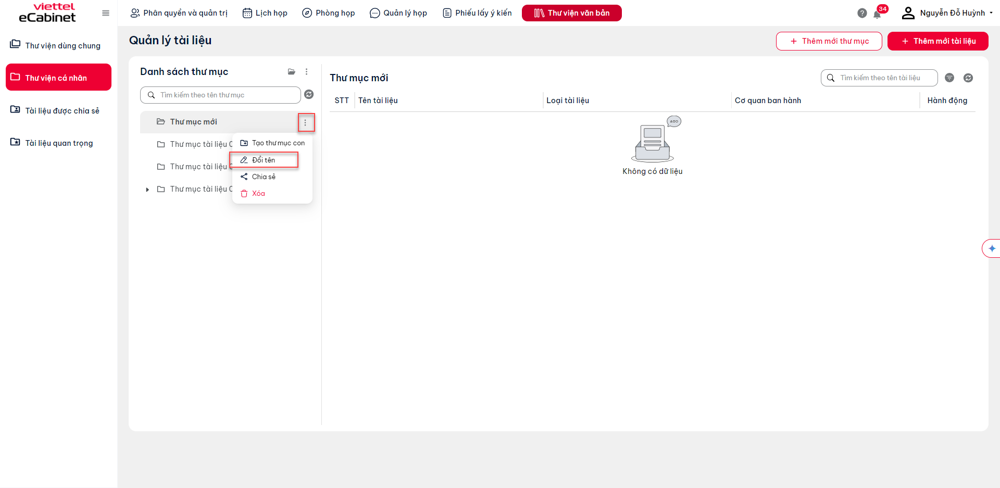 viettel
eCabinet
Phân quyền và quản trị
Lịch họp
Phòng họp
Quản lý họp
Phiếu lấy ý kiến
Thư viện văn bản
?
34
Nguyễn Đỗ Huỳnh
Thư viện dùng chung
Thư viện cá nhân
Tài liệu được chia sẻ
Tài liệu quan trọng
Quản lý tài liệu
+ Thêm mới thư mục
+ Thêm mới tài liệu
Danh sách thư mục
Tìm kiếm theo tên thư mục
Thư mục mới
Thư mục tài liệu
Thư mục tài liệu
Thư mục tài liệu
Tạo thư mục con
Đổi tên
Chia sẻ
Xóa
Thư mục mới
Tìm kiếm theo tên tài liệu
STT
Tên tài liệu
Loại tài liệu
Cơ quan ban hành
Hành động
Không có dữ liệu